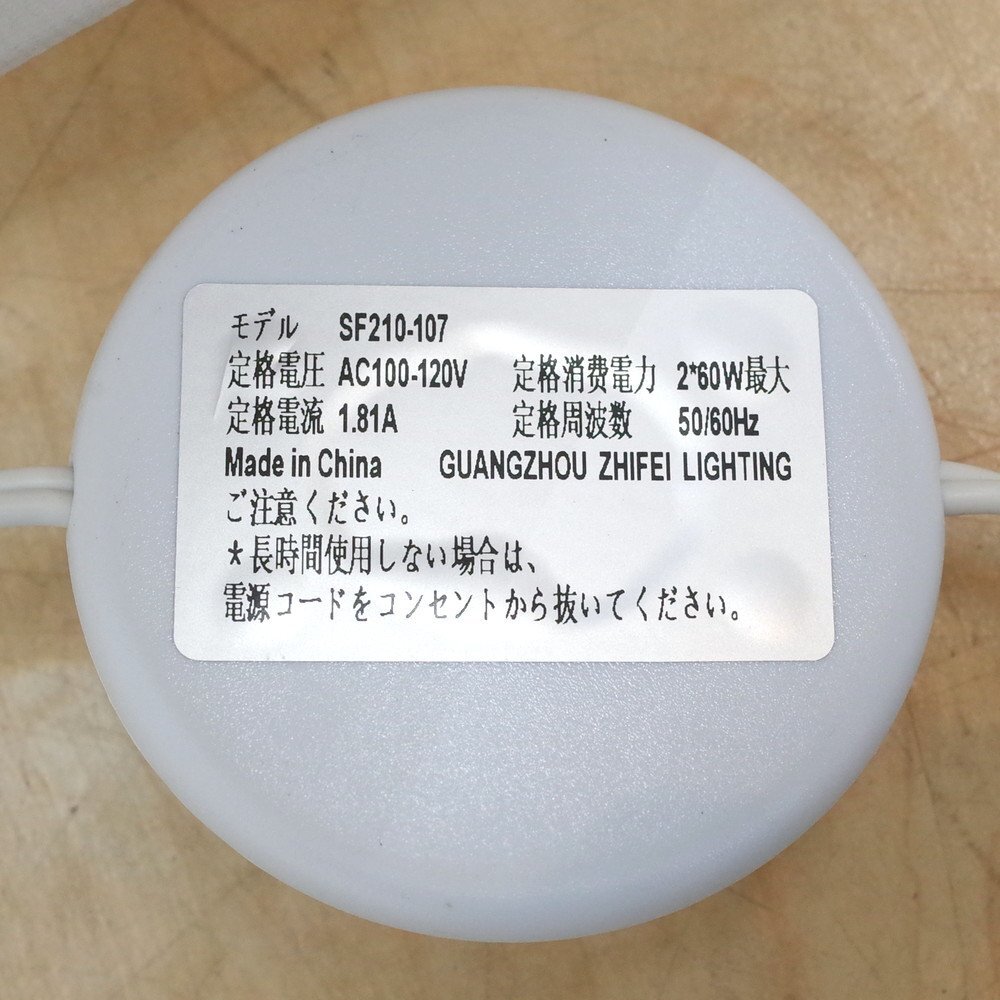 モデル SF210-107
定格電圧 AC100-120V 定格消費電力 2*60W最大
定格電流 1.81A 定格周波数 50/60Hz
Made in China GUANGZHOU ZHIFEI LIGHTING
ご注意ください。
*長時間使用しない場合は、
電源コードをコンセントから抜いてください。